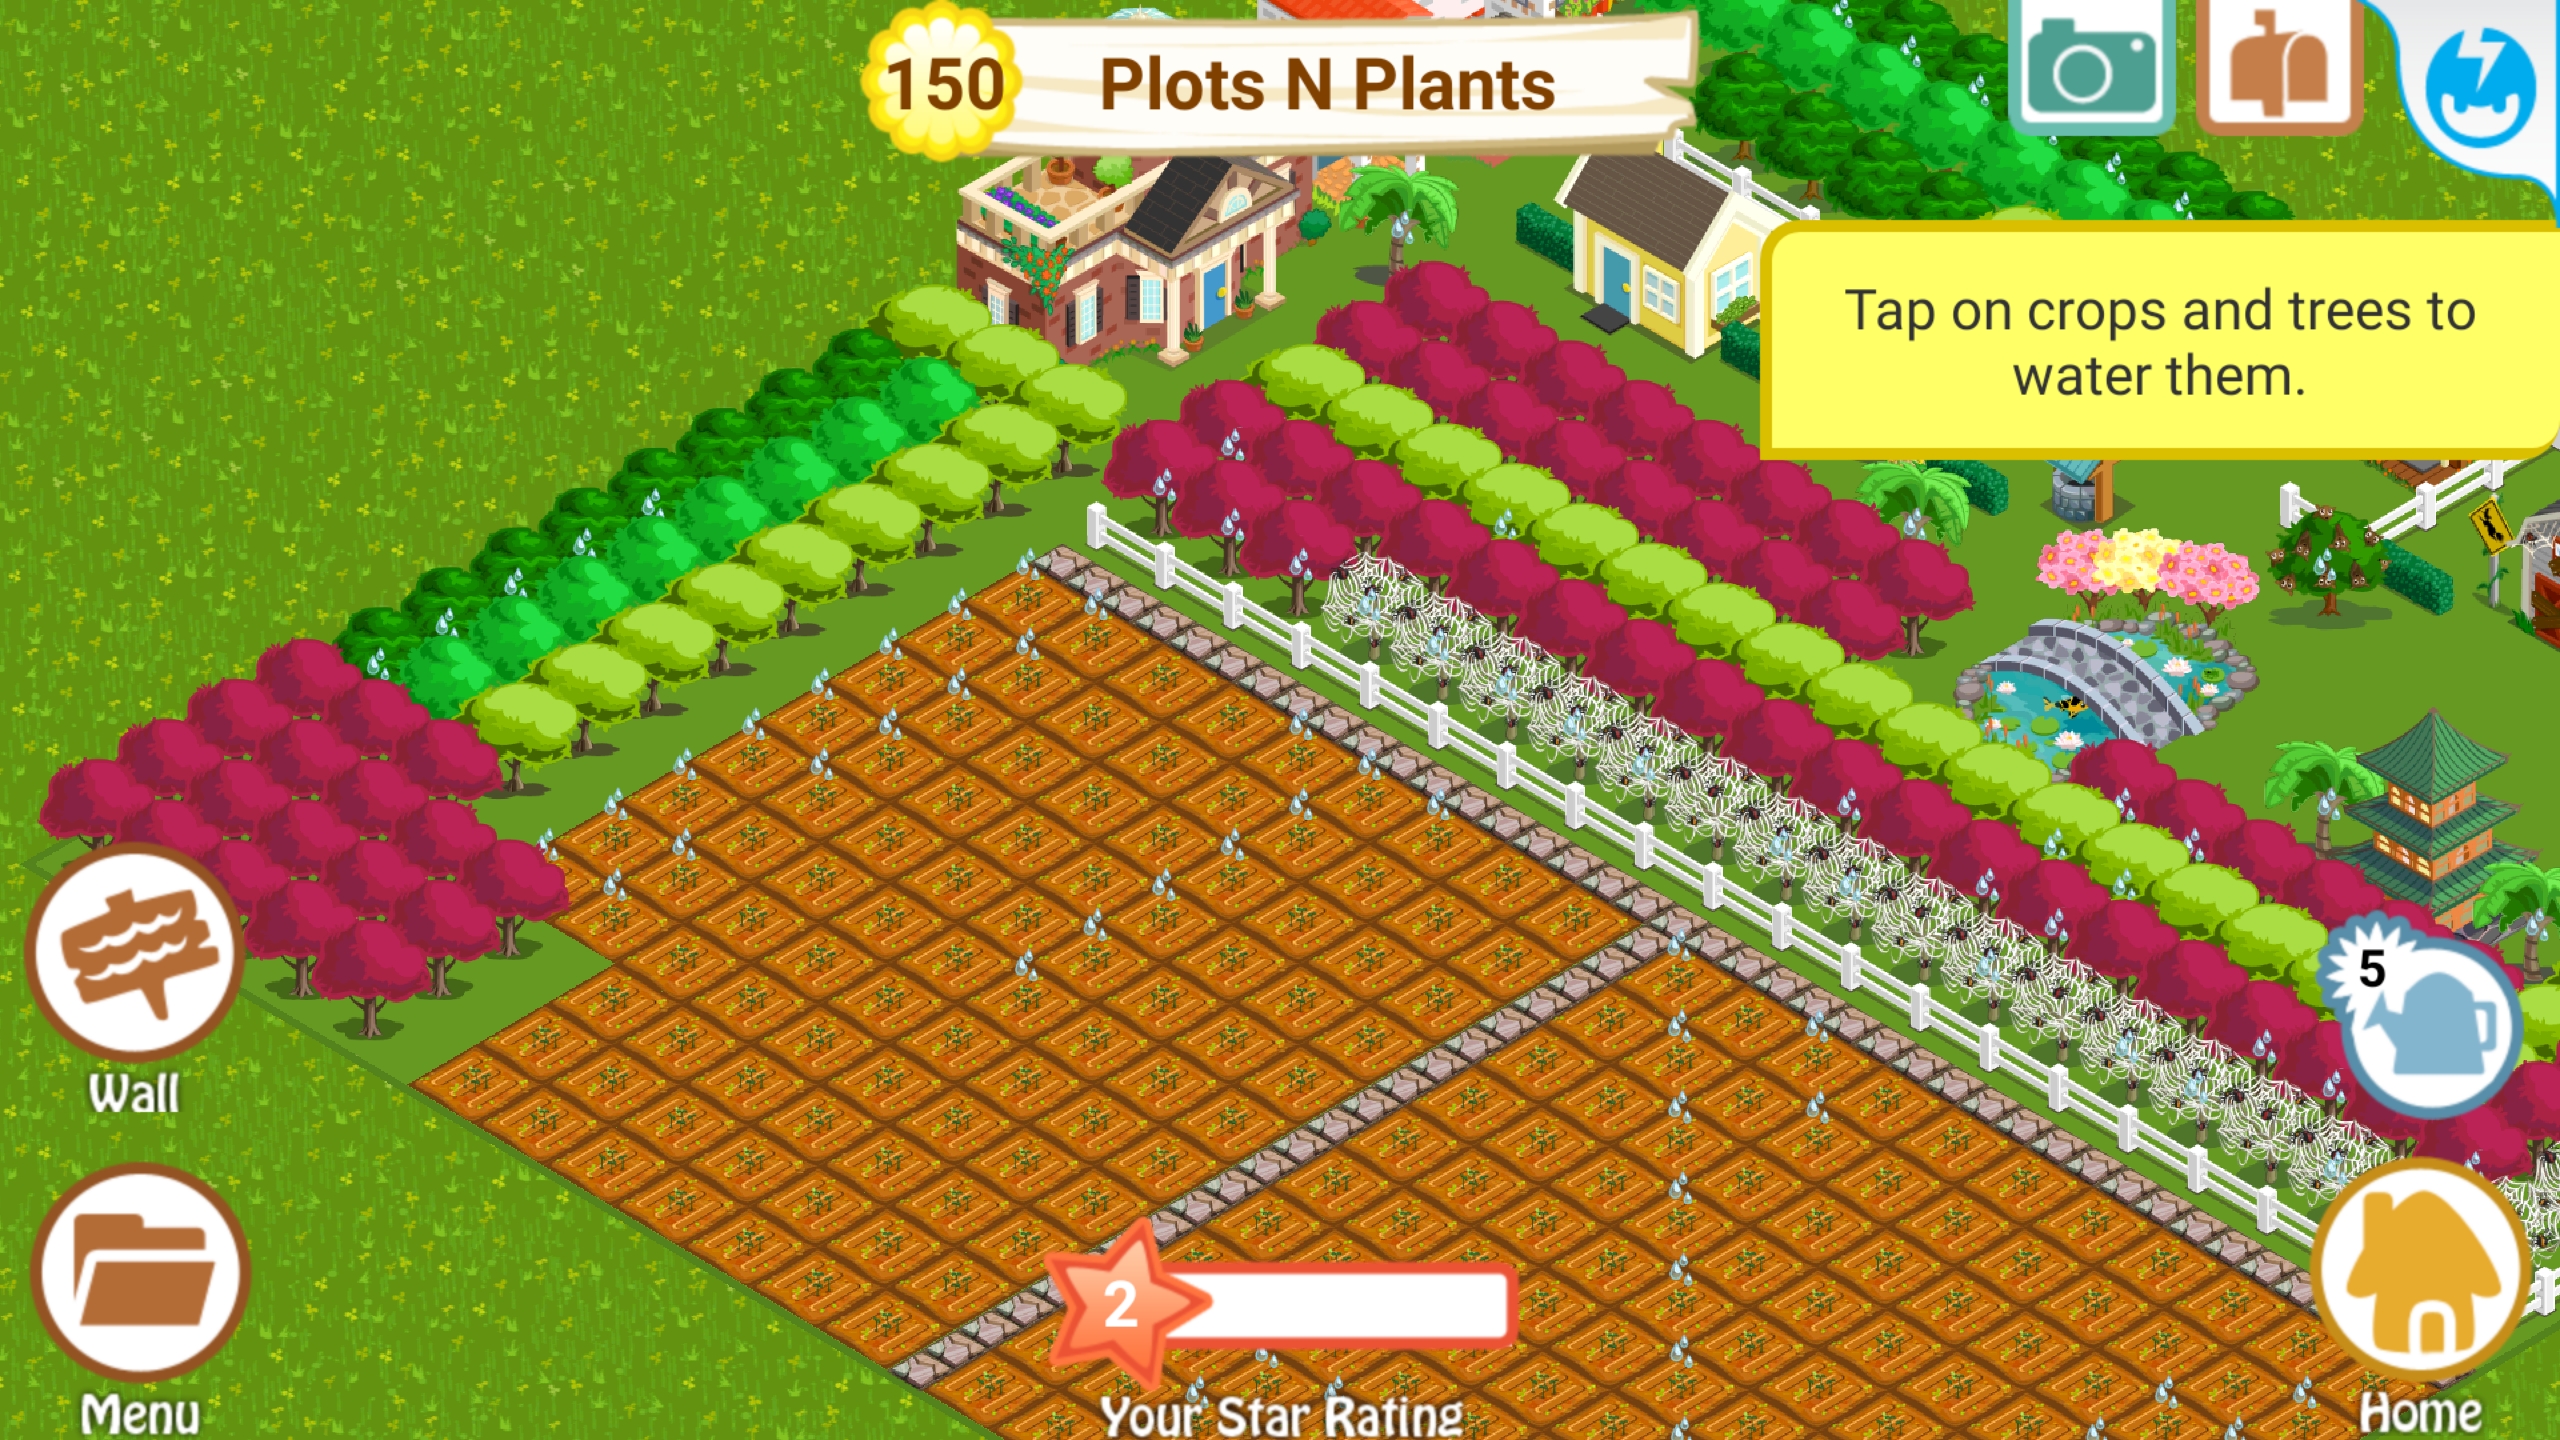 150 Plots N Plants
Tap on crops and trees to
water them.
5
Wall
2
Menu
Your Star Rating
Home